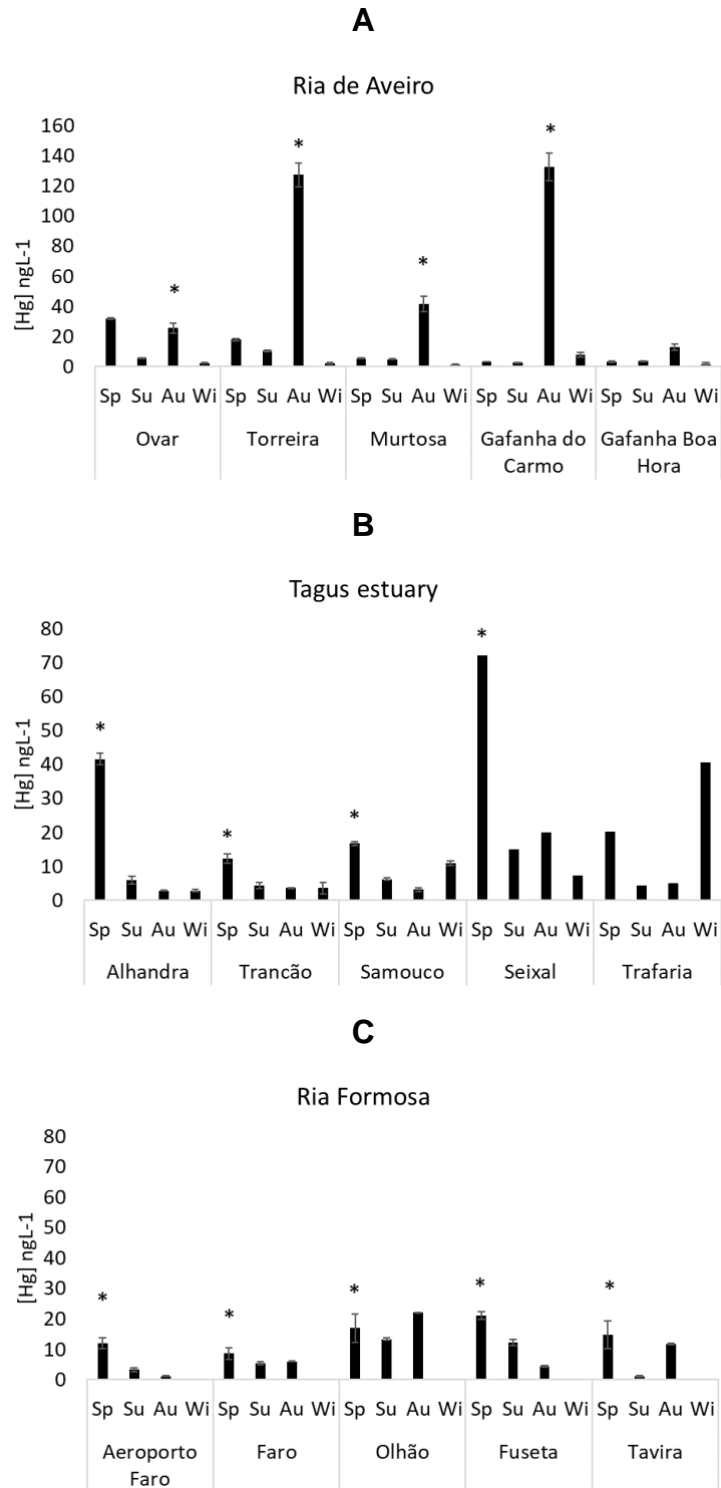 A
Ria de Aveiro
[Hg] ngL-1
160
140
120
100
80
60
40
20
0
* * * *
Sp Su Au Wi Sp Su Au Wi Sp Su Au Wi Sp Su Au Wi Sp Su Au Wi
Ovar Torreira Murtosa Gafanha do Gafanha Boa
Carmo Hora
B
Tagus estuary
[Hg] ngL-1
80
70
60
50
40
30
20
10
0
* * * *
Sp Su Au Wi Sp Su Au Wi Sp Su Au Wi Sp Su Au Wi Sp Su Au Wi
Alhandra Trancão Samouco Seixal Trafaria
C
Ria Formosa
[Hg] ngL-1
80
70
60
50
40
30
20
10
0
* * * * *
Sp Su Au Wi Sp Su Au Wi Sp Su Au Wi Sp Su Au Wi Sp Su Au Wi
Aeroporto Faro Olhão Fuseta Tavira
Faro